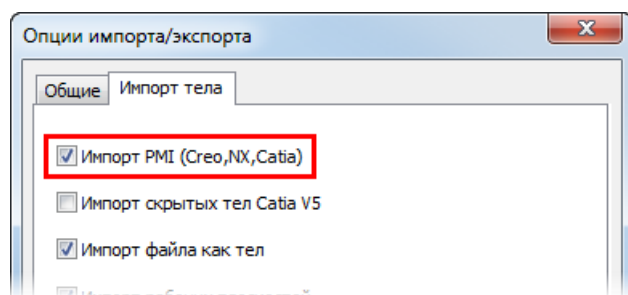 Опции импорта/экспорта
Общие Импорт тела
Импорт PMI (Creo,NX,Catia)
Импорт скрытых тел Catia V5
Импорт файла как тел